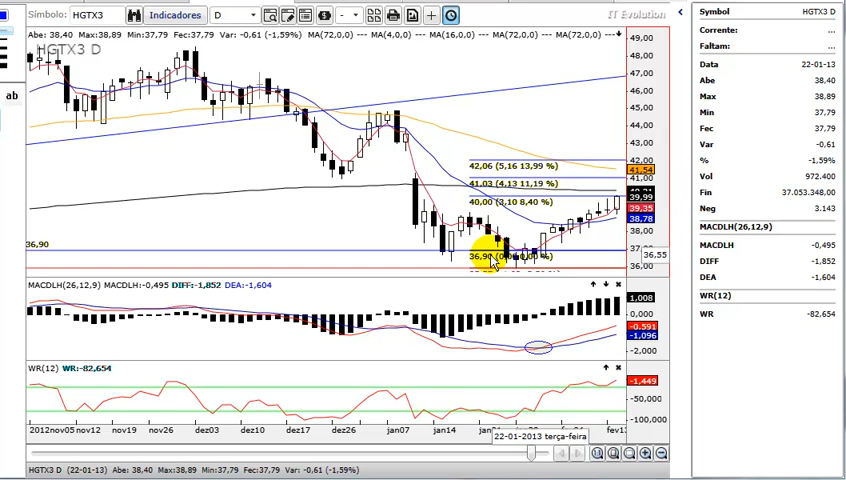 Símbolo: HGTX3 Indicadores D - IT Evolution
Abe: 38,40 Max: 38,89 Min: 37,79 Fec: 37,79 Var: -0,61 (-1,59%) MA(72,0,0) --- MA(4,0,0) --- MA(16,0,0) --- MA(72,0,0) --- MA(72,0,0) ---
HGTX3 D
ab
49,00
48,00
47,00
46,00
45,00
44,00
43,00
42,00
41,54
41,00
39,99
39,35
38,78
38,00
36,00
36,55
42,06 (5,16 13,99 %)
41,03 (4,13 11,19 %)
40,00 (3,10 8,40 %)
36,90
MACDLH(26,12,9) MACDLH:-0,495 DIFF:-1,852 DEA:-1,604
1,008
0,000
-0,591
-1,096
-2,000
WR(12) WR:-82,654
-1,449
-50,000
-100,000
2012nov05 nov12 nov19 nov26 dez03 dez10 dez17 dez26 jan07 jan14
22-01-2013 terça-feira
HGTX3 D (22-01-13) Abe: 38,40 Max:38,89 Min:37,79 Fec:37,79 Var: -0,61 (-1,59%)
Symbol HGTX3 D
Corrente: ...
Faltam: ...
Data 22-01-13
Abe 38,40
Max 38,89
Min 37,79
Fec 37,79
Var -0.61
% -1,59%
Vol 972.400
Fin 37.053.348,00
Neg 3.143
MACDLH(26,12,9)
MACDLH -0,495
DIFF -1,852
DEA -1,604
WR(12)
WR -82,654